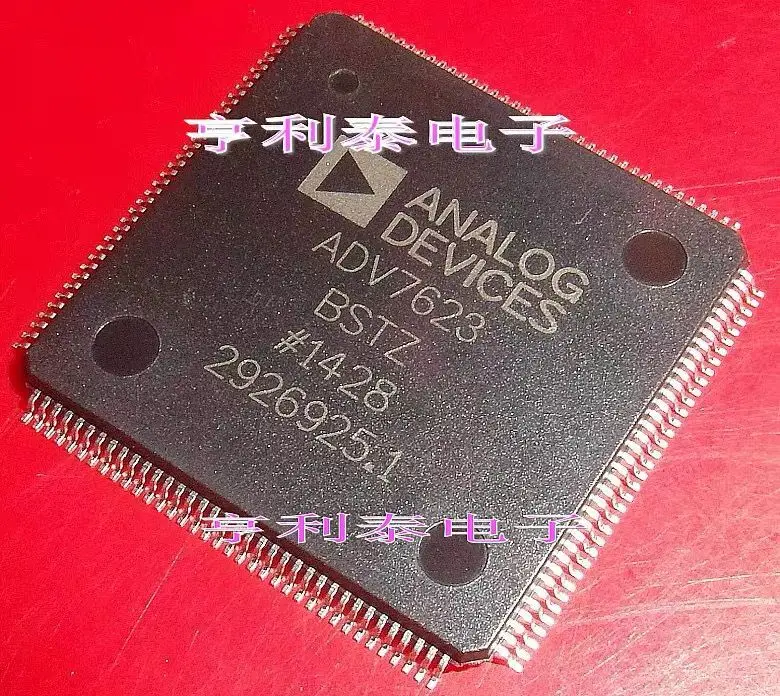 亨利泰电子
ANALOG
DEVICES
ADV7623
BSTZ
#1428
2926925.1
亨利泰电子